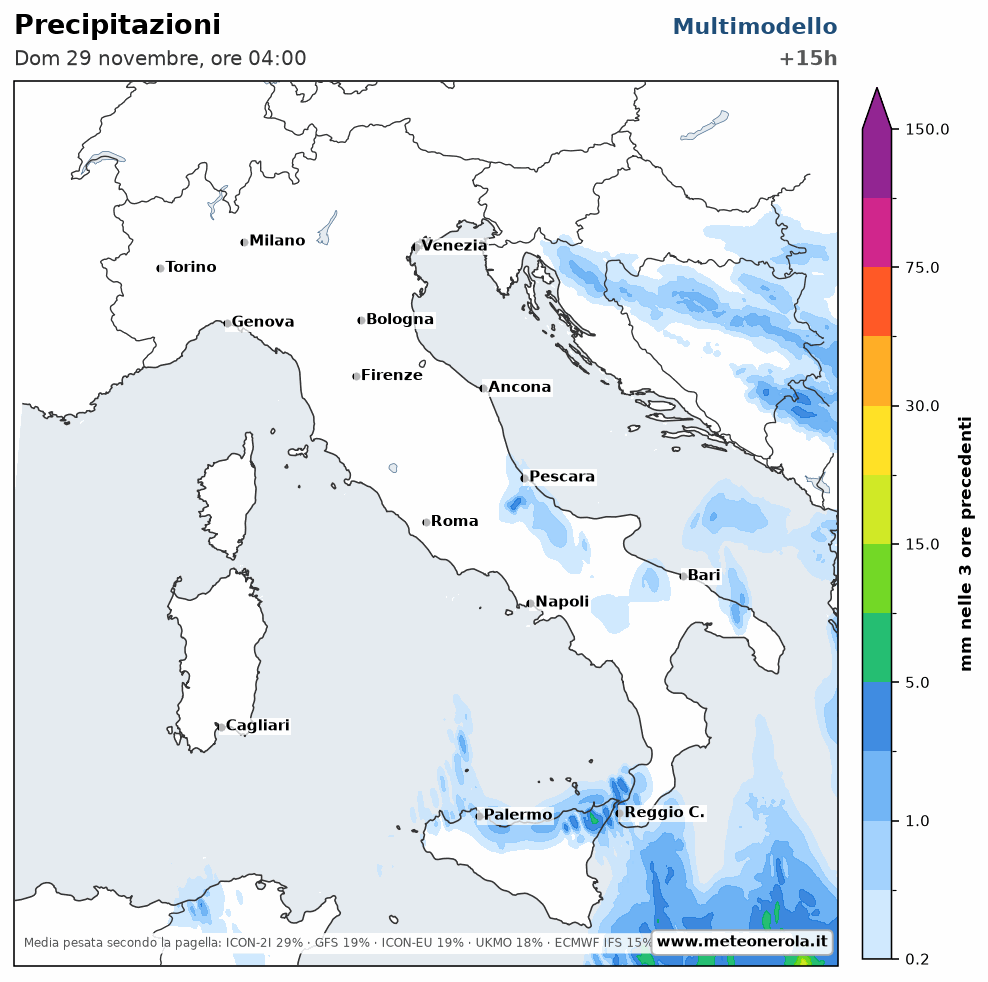 Precipitazioni
Multimodello
Dom 29 novembre, ore 04:00
+15h
150.0
75.0
30.0
15.0
5.0
1.0
0.2
mm nelle 3 ore precedenti
Milano
Venezia
Torino
Genova
Bologna
Firenze
Ancona
Pescara
Roma
Bari
Napoli
Cagliari
Palermo
Reggio C.
Media pesata secondo la pagella: ICON-2I 29% · GFS 19% · ICON-EU 19% · UKMO 18% · ECMWF IFS 15%
www.meteonerola.it